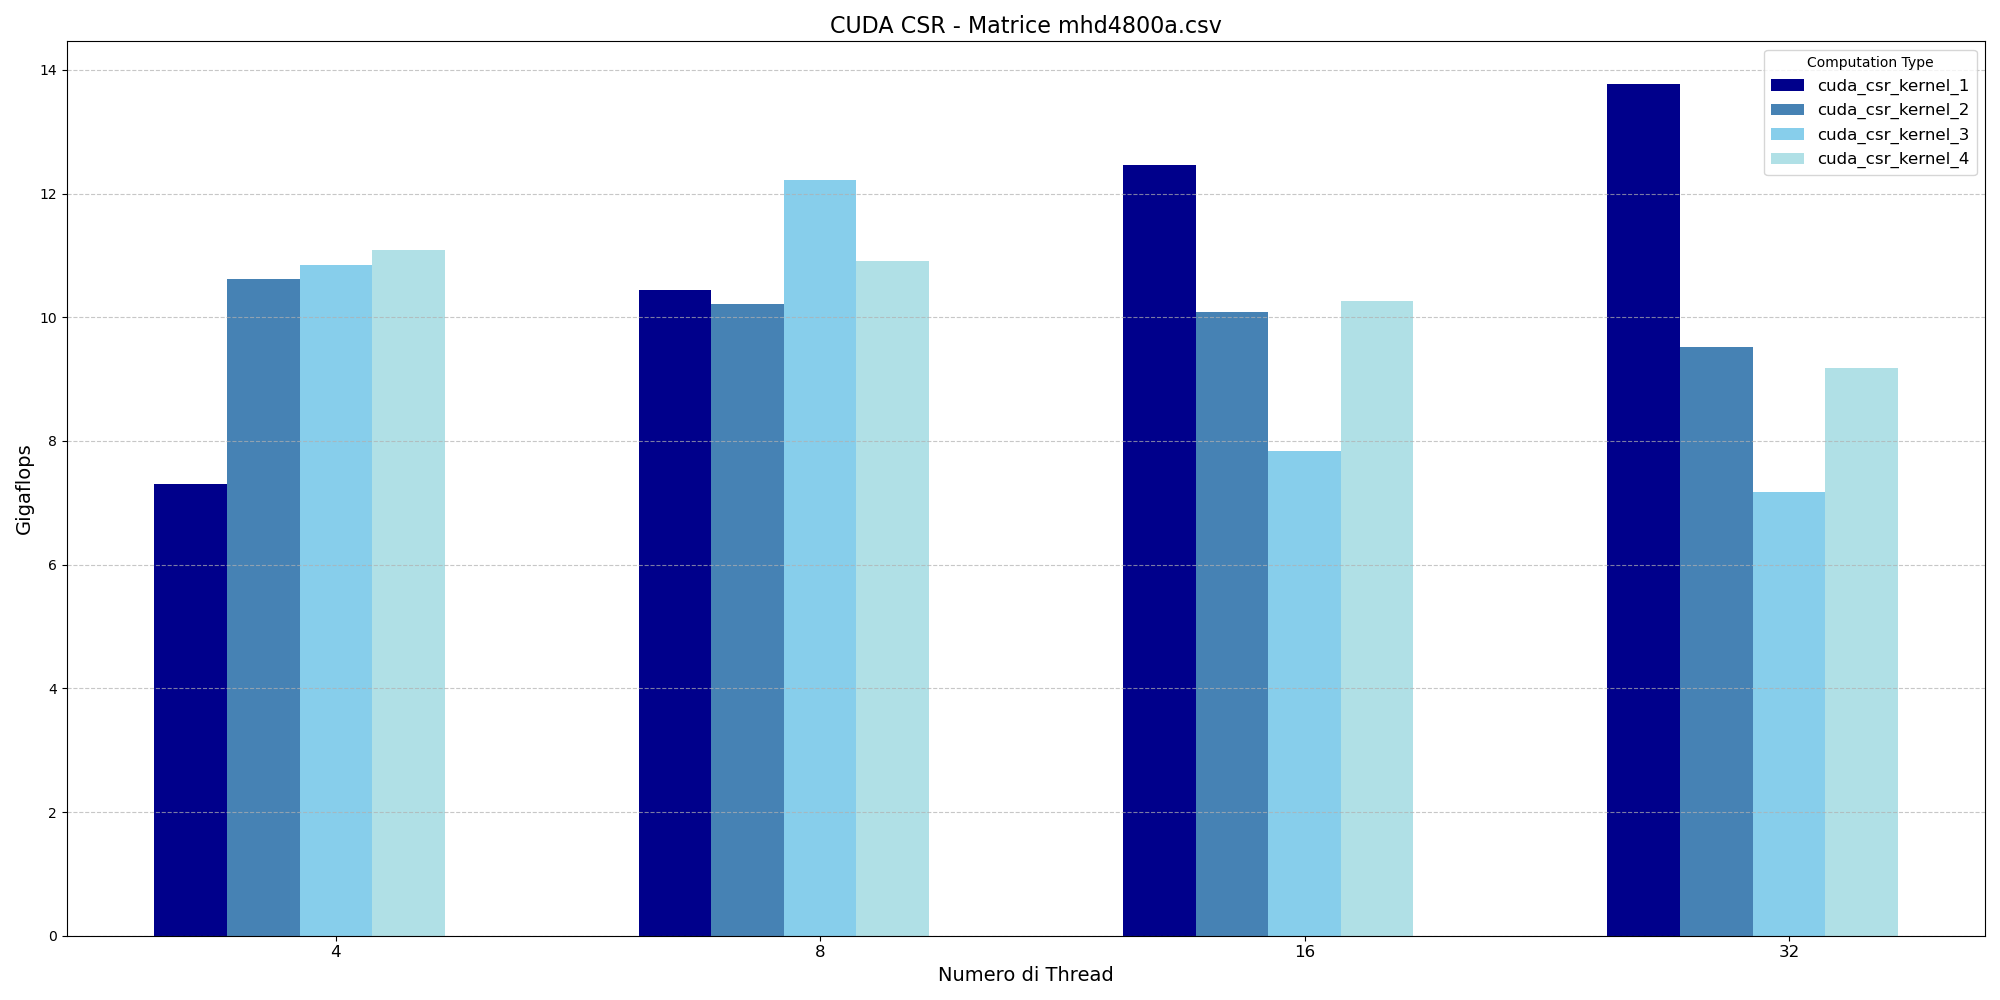 CUDA CSR - Matrice mhd4800a.csv
Computation Type
cuda_csr_kernel_1
cuda_csr_kernel_2
cuda_csr_kernel_3
cuda_csr_kernel_4
Gigaflops
14
12
10
8
6
4
2
0
4 8 16 32
Numero di Thread